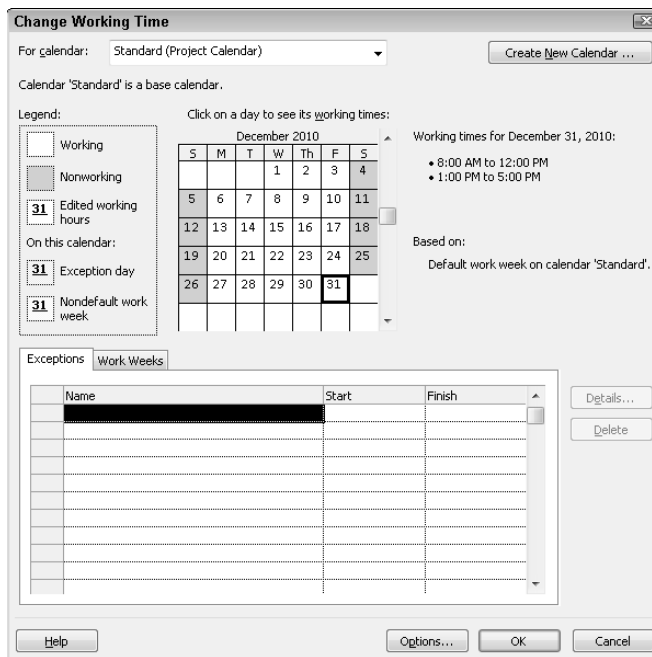 Change Working Time
For calendar: Standard (Project Calendar) Create New Calendar ...
Calendar 'Standard' is a base calendar.
Legend:
Working
Nonworking
31 Edited working
hours
On this calendar:
31 Exception day
31 Nondefault work
week
Click on a day to see its working times:
December 2010
S M T W Th F S
1 2 3 4
5 6 7 8 9 10 11
12 13 14 15 16 17 18
19 20 21 22 23 24 25
26 27 28 29 30 31
Working times for December 31, 2010:
• 8:00 AM to 12:00 PM
• 1:00 PM to 5:00 PM
Based on:
Default work week on calendar 'Standard'.
Exceptions Work Weeks
Name Start Finish
Details...
Delete
Help Options... OK Cancel